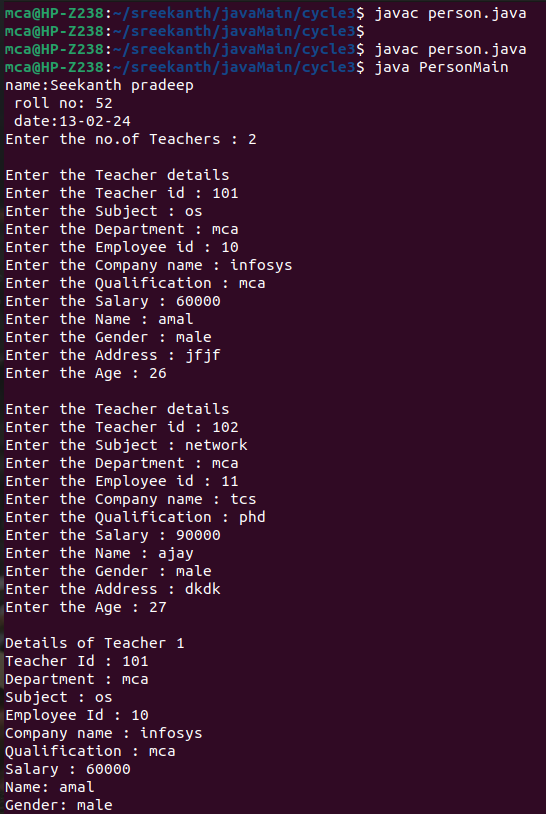 mca@HP-Z238:~/sreekanth/javaMain/cycle3$ javac person.java
mca@HP-Z238:~/sreekanth/javaMain/cycle3$
mca@HP-Z238:~/sreekanth/javaMain/cycle3$ javac person.java
mca@HP-Z238:~/sreekanth/javaMain/cycle3$ java PersonMain
name:Seekanth pradeep
 roll no: 52
 date:13-02-24
Enter the no.of Teachers : 2

Enter the Teacher details
Enter the Teacher id : 101
Enter the Subject : os
Enter the Department : mca
Enter the Employee id : 10
Enter the Company name : infosys
Enter the Qualification : mca
Enter the Salary : 60000
Enter the Name : amal
Enter the Gender : male
Enter the Address : jfjf
Enter the Age : 26

Enter the Teacher details
Enter the Teacher id : 102
Enter the Subject : network
Enter the Department : mca
Enter the Employee id : 11
Enter the Company name : tcs
Enter the Qualification : phd
Enter the Salary : 90000
Enter the Name : ajay
Enter the Gender : male
Enter the Address : dkdk
Enter the Age : 27

Details of Teacher 1
Teacher Id : 101
Department : mca
Subject : os
Employee Id : 10
Company name : infosys
Qualification : mca
Salary : 60000
Name: amal
Gender: male